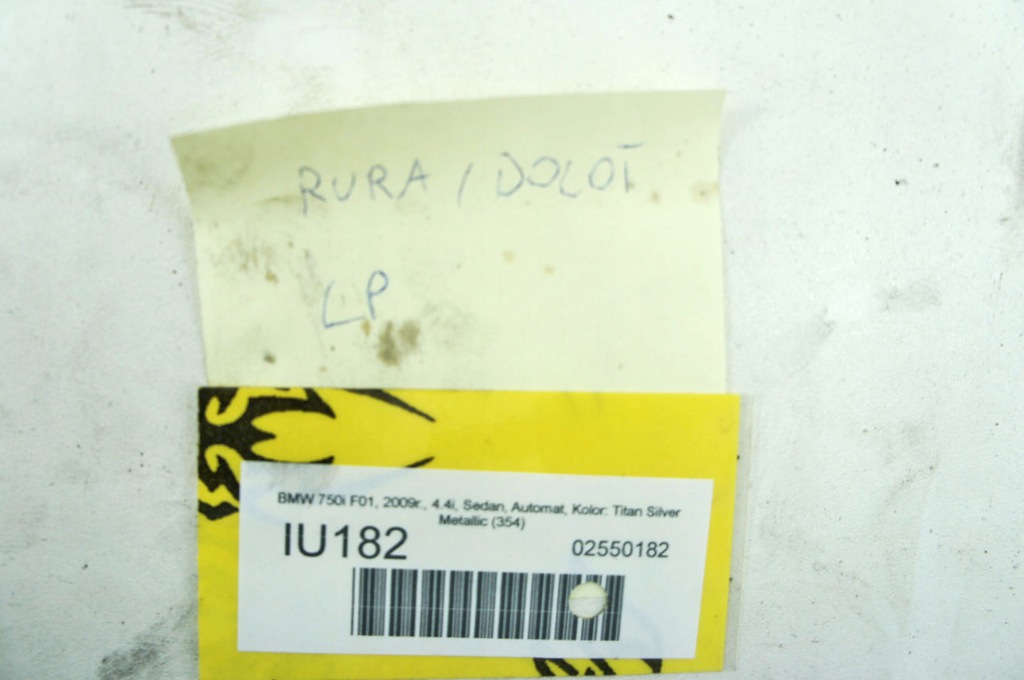 RURA / DOLOT
LP
BMW 750i F01, 2009r., 4.4i, Sedan, Automat, Kolor: Titan Silver
Metallic (354)
IU182
02550182